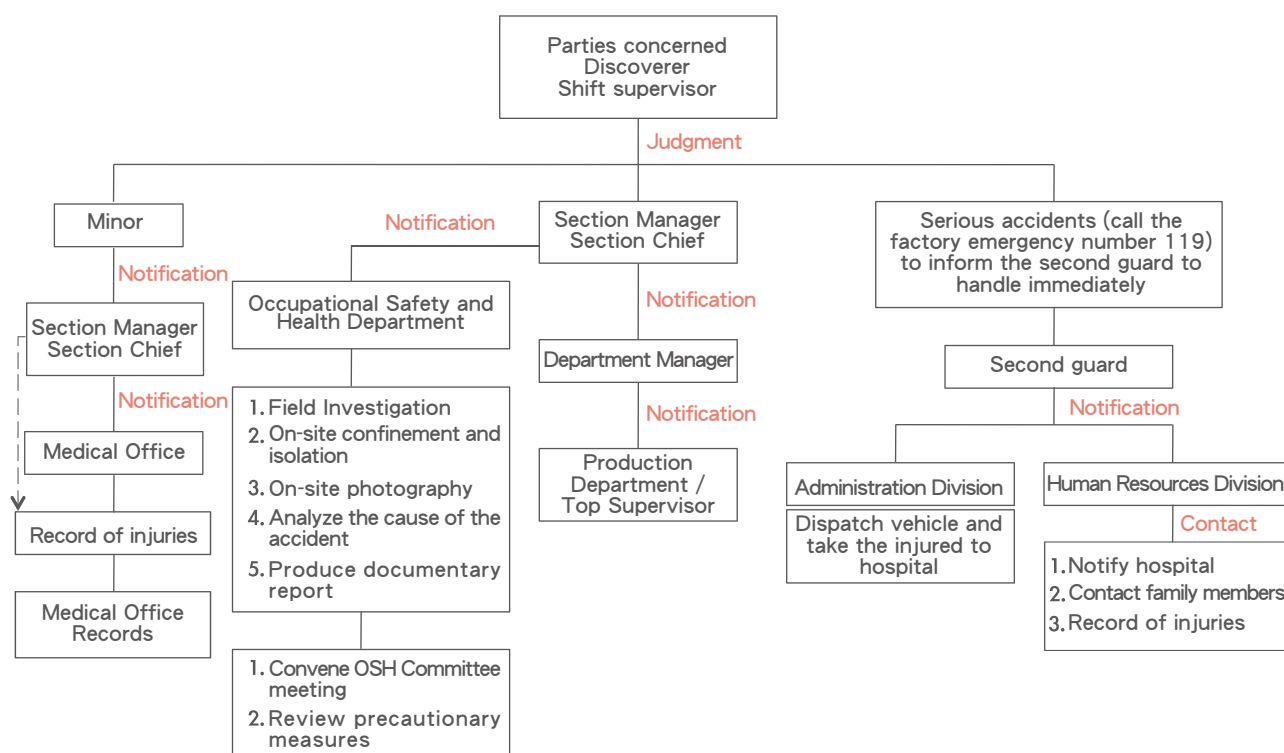 Parties concerned
Discoverer
Shift supervisor
Judgment
Minor
Notification
Section Manager
Section Chief
Notification
Medical Office
Record of injuries
Medical Office
Records
Notification
Occupational Safety and
Health Department
1. Field Investigation
2. On-site confinement and
isolation
3. On-site photography
4. Analyze the cause of the
accident
5. Produce documentary
report
1. Convene OSH Committee
meeting
2. Review precautionary
measures
Section Manager
Section Chief
Notification
Department Manager
Notification
Production
Department /
Top Supervisor
Serious accidents (call the
factory emergency number 119)
to inform the second guard to
handle immediately
Second guard
Notification
Administration Division
Dispatch vehicle and
take the injured to
hospital
Human Resources Division
Contact
1. Notify hospital
2. Contact family members
3. Record of injuries